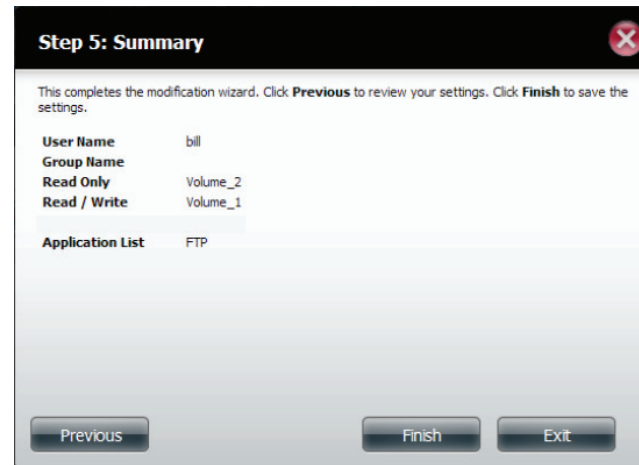 Step 5: Summary
This completes the modification wizard. Click Previous to review your settings. Click Finish to save the
settings.
User Name bill
Group Name
Read Only Volume_2
Read / Write Volume_1
Application List FTP
Previous Finish Exit